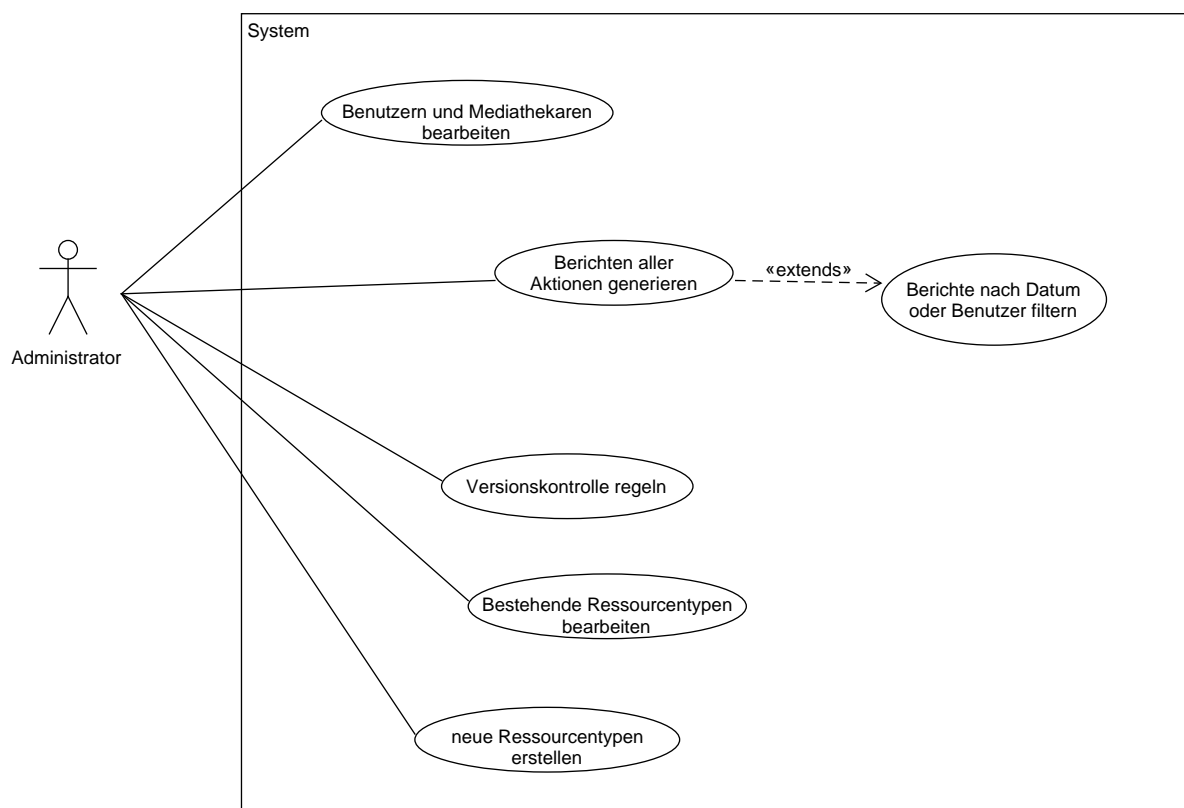 System
Benutzern und Mediathekaren
bearbeiten
Berichten aller
Aktionen generieren
«extends»
Berichte nach Datum
oder Benutzer filtern
Administrator
Versionskontrolle regeln
Bestehende Ressourcentypen
bearbeiten
neue Ressourcentypen
erstellen